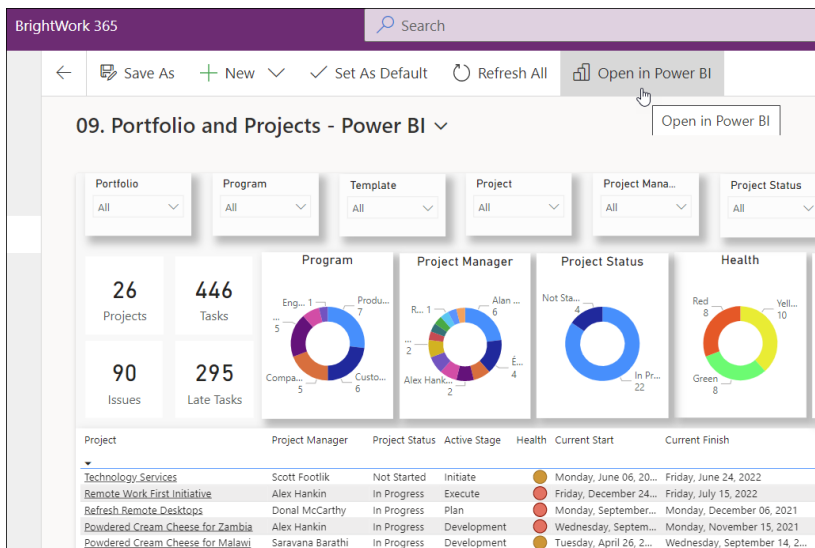 BrightWork 365
Search
Save As
New
Set As Default
Refresh All
Open in Power BI
Open in Power BI
09. Portfolio and Projects - Power BI
Portfolio
Program
Template
Project
Project Mana...
Project Status
All
All
All
All
All
All
26
Projects
446
Tasks
90
Issues
295
Late Tasks
Program
Eng... 1
Produ...
7
...
5
Compa...
5
Custo...
6
Project Manager
R... 1
Alan ...
6
...
2
É...
4
Alex Hank...
2
Project Status
Not Sta...
4
In Pr...
22
Health
Red
8
Yell...
10
Green
8
Project Project Manager Project Status Active Stage Health Current Start Current Finish
Technology Services Scott Footlik Not Started Initiate Monday, June 06, 20... Friday, June 24, 2022
Remote Work First Initiative Alex Hankin In Progress Execute Friday, December 24... Friday, July 15, 2022
Refresh Remote Desktops Donal McCarthy In Progress Plan Monday, September... Monday, December 06, 2021
Powdered Cream Cheese for Zambia Alex Hankin In Progress Development Wednesday, Septem... Monday, November 15, 2021
Powdered Cream Cheese for Malawi Saravana Barathi In Progress Development Tuesday, April 26, 2... Wednesday, September 14, 2...